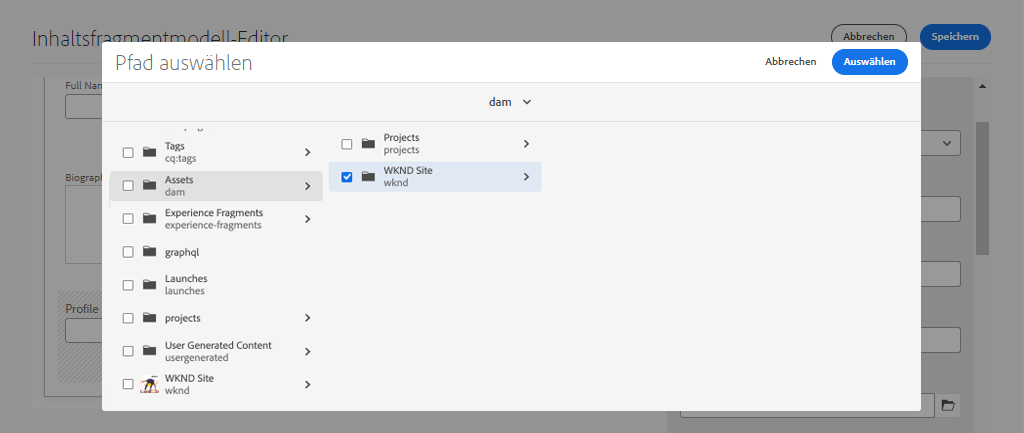 Inhaltsfragmentmodell-Editor
Abbrechen
Speichern
Pfad auswählen
Abbrechen
Auswählen
dam
Full Nam
Biograph
Profile
Tags
cq:tags
Assets
dam
Experience Fragments
experience-fragments
graphql
Launches
launches
projects
User Generated Content
usergenerated
WKND Site
wknd
Projects
projects
WKND Site
wknd